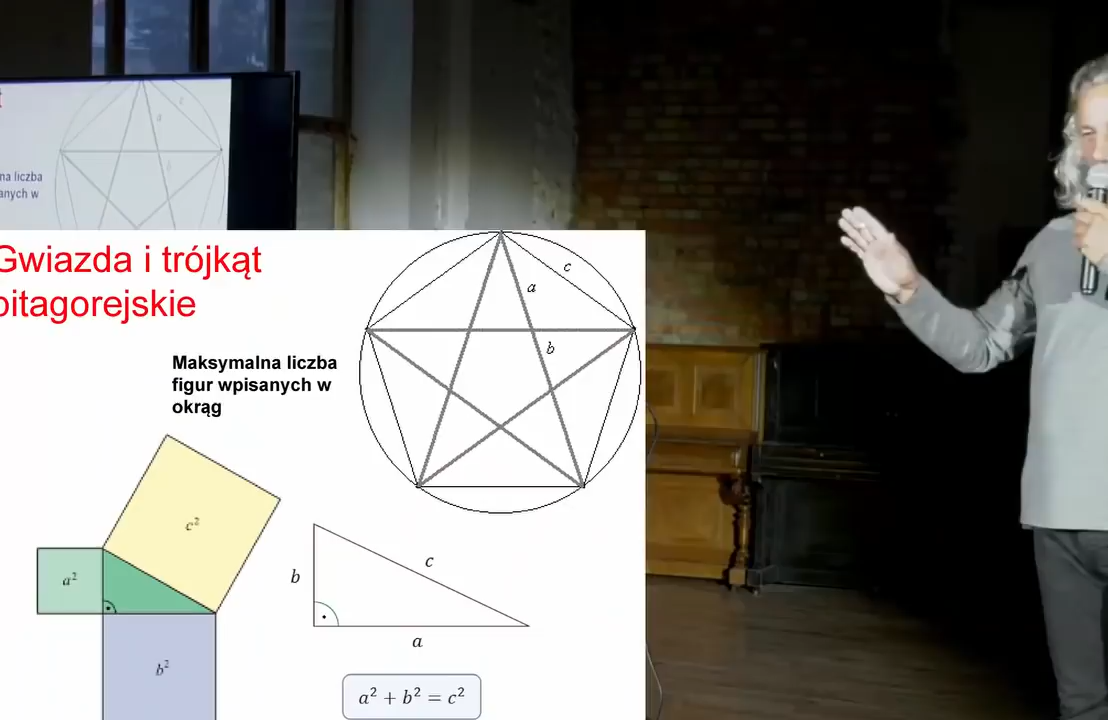 na liczba
anych w
Gwiazda i trójkąt
pitagorejskie
c
a
b
Maksymalna liczba
figur wpisanych w
okrąg
c²
a²
b²
b
c
a
a² + b² = c²